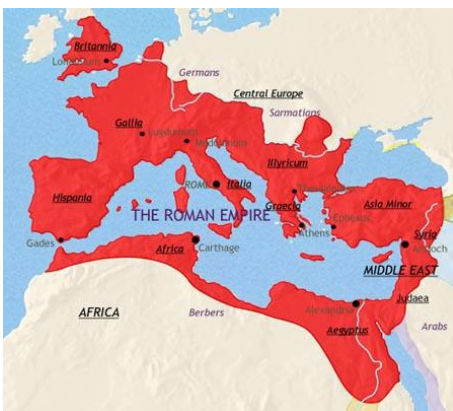 Britannia
Londinium
Germans
Central Europe
Sarmatians
Gallia
Lugdunum
Mediolanum
Illyricum
ROME
Italia
Hispania
THE ROMAN EMPIRE
Graecia
Asia Minor
Ephesus
Athens
Syria
Antioch
Gades
Africa
Carthage
MIDDLE EAST
Judaea
Alexandria
AFRICA
Berbers
Aegyptus
Arabs